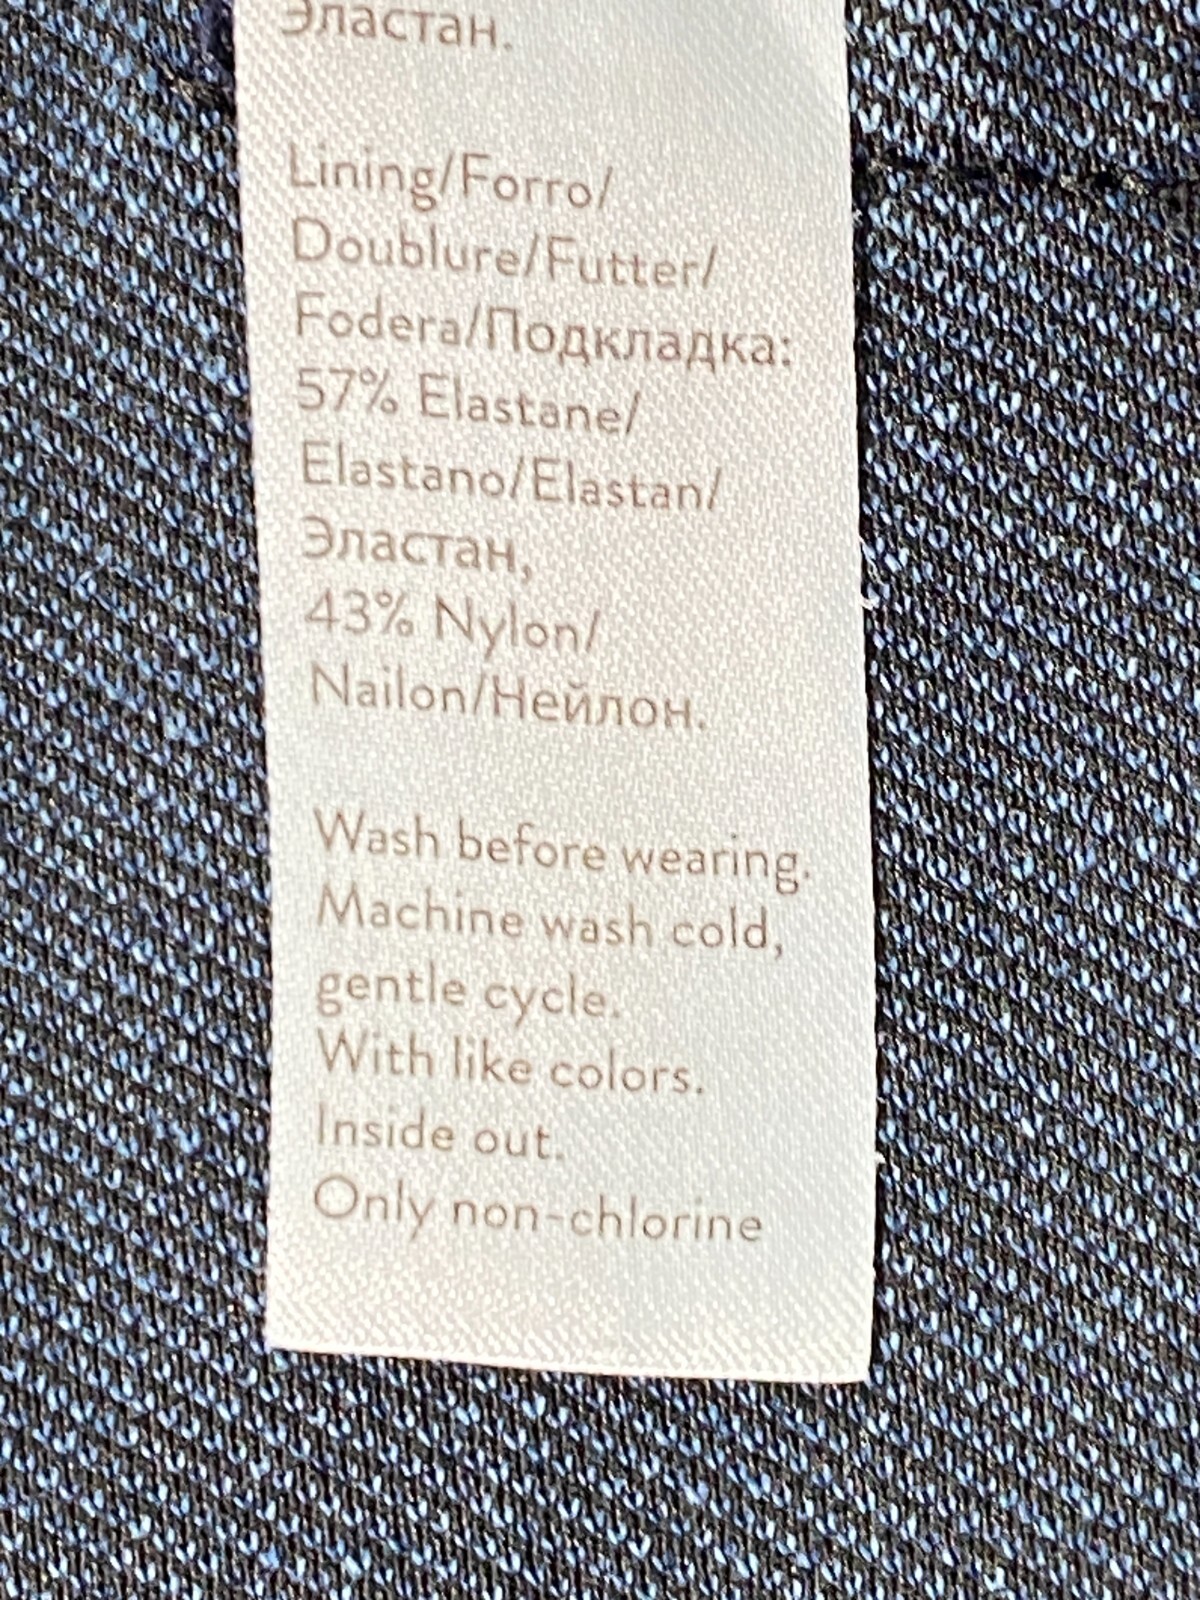 Эластан.
Lining/Forro/
Doublure/Futter/
Fodera/Подкладка:
57% Elastane/
Elastano/Elastan/
Эластан,
43% Nylon/
Nailon/Нейлон.
Wash before wearing.
Machine wash cold,
gentle cycle.
With like colors.
Inside out.
Only non-chlorine